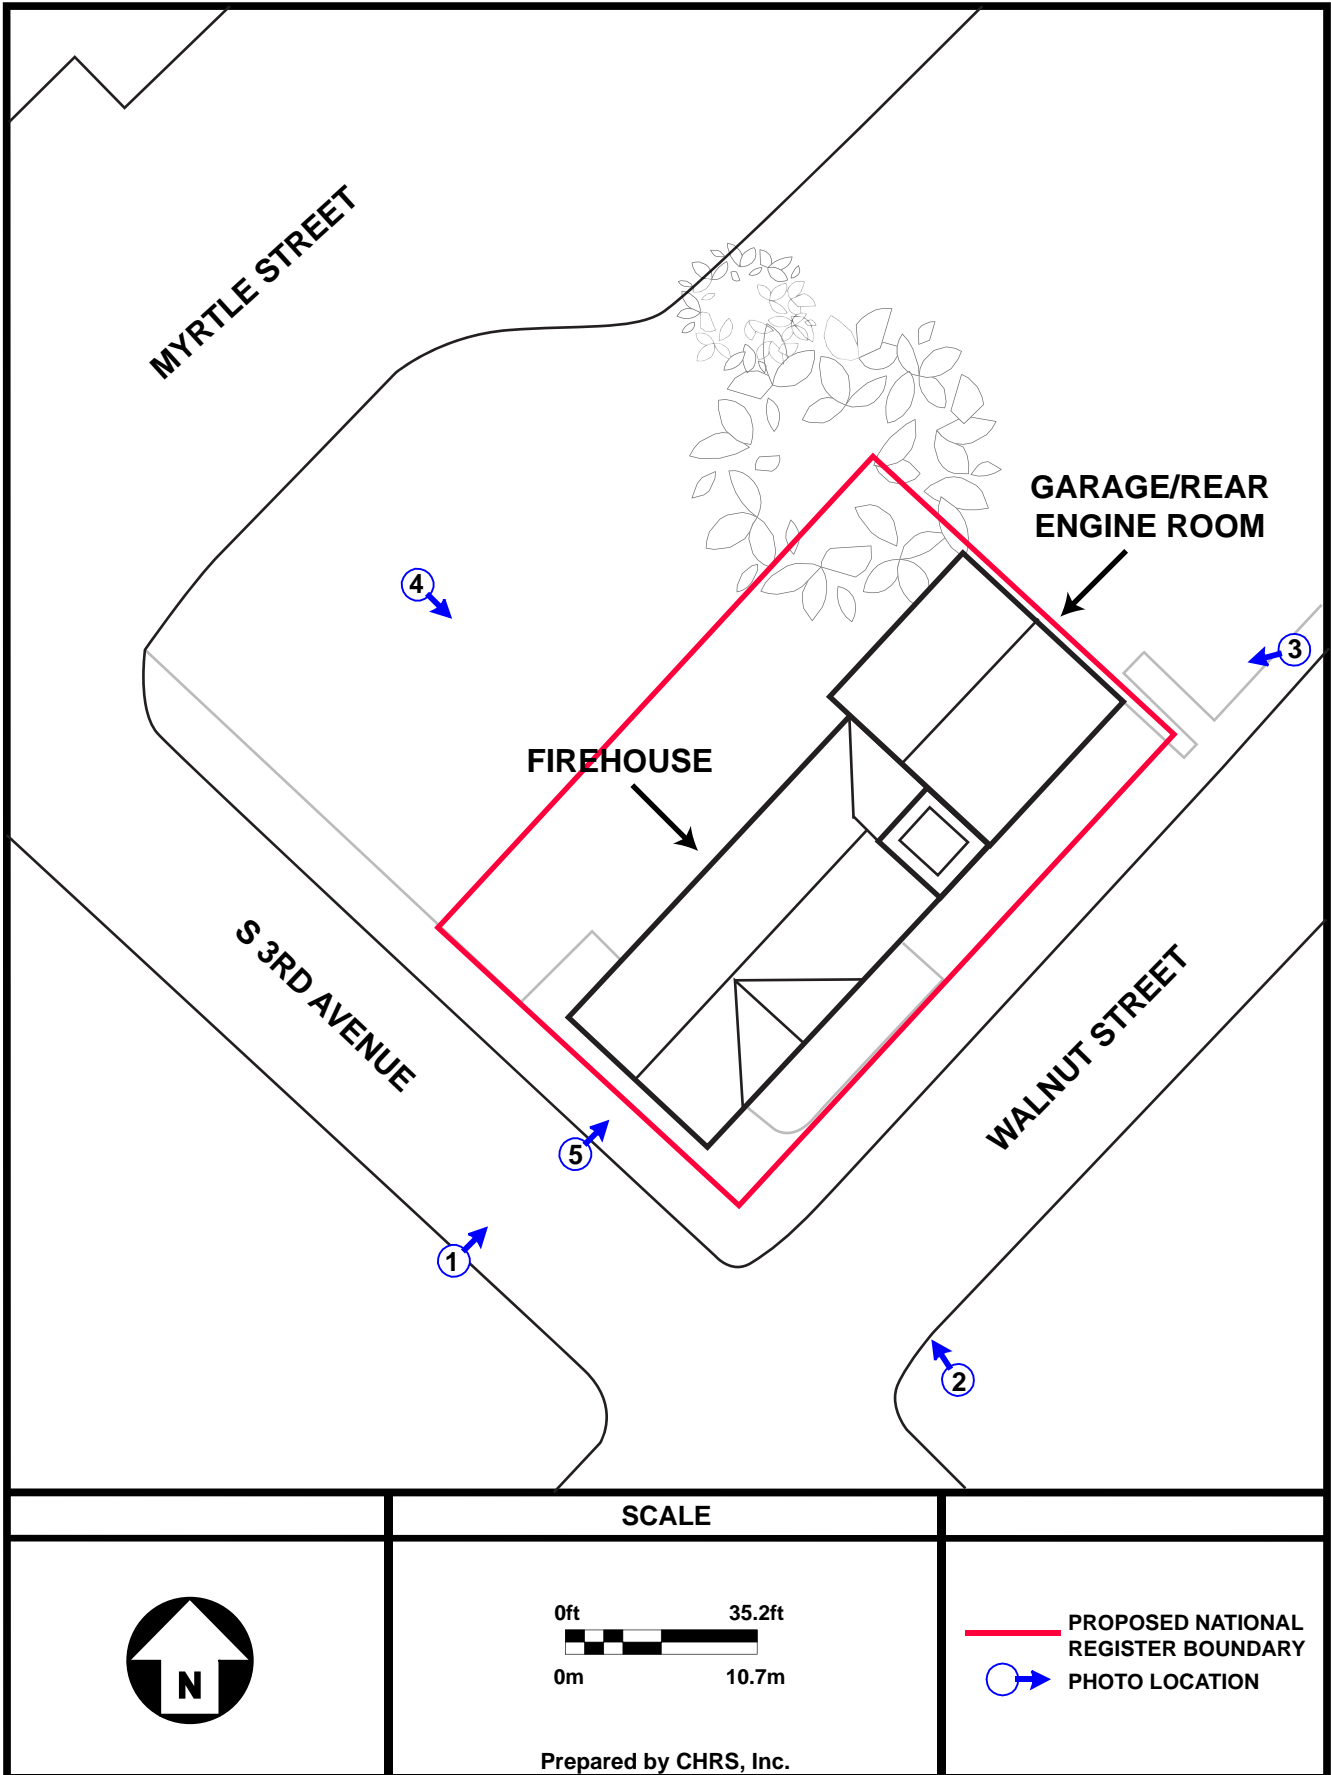 MYRTLE STREET
GARAGE/REAR
ENGINE ROOM
4
3
FIREHOUSE
S 3RD AVENUE
WALNUT STREET
5
1
2
SCALE
0ft 35.2ft
0m 10.7m
N
PROPOSED NATIONAL
REGISTER BOUNDARY
PHOTO LOCATION
Prepared by CHRS, Inc.